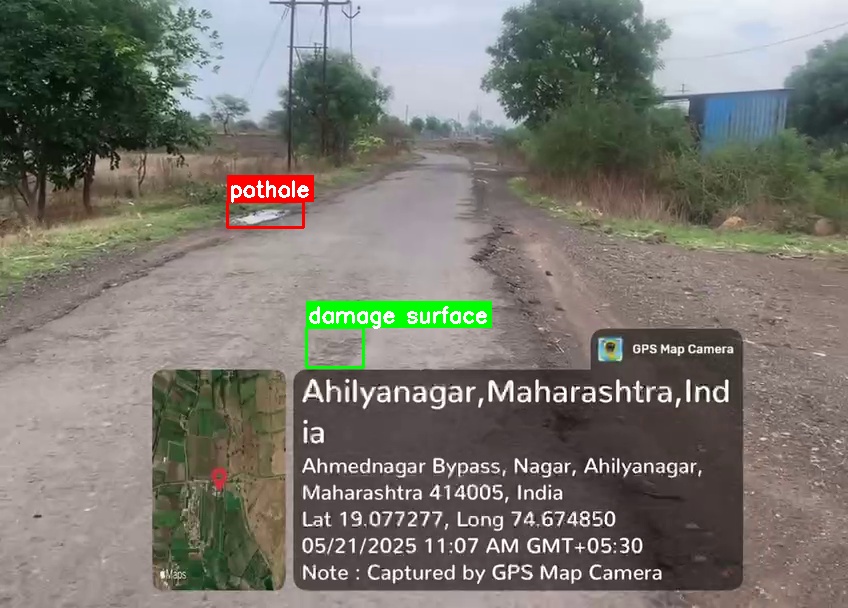 pothole
damage surface
GPS Map Camera
Ahilyanagar,Maharashtra,Ind
ia
Ahmednagar Bypass, Nagar, Ahilyanagar,
Maharashtra 414005, India
Lat 19.077277, Long 74.674850
05/21/2025 11:07 AM GMT+05:30
Note : Captured by GPS Map Camera
Maps